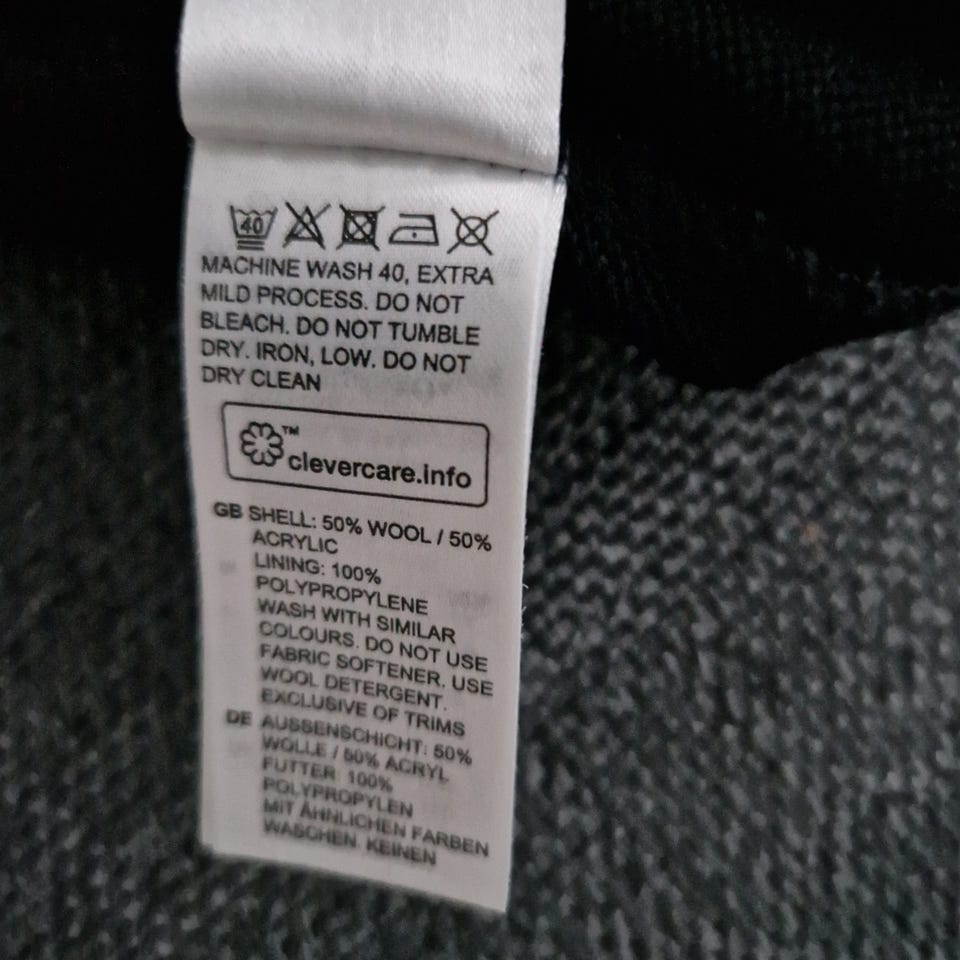 40
MACHINE WASH 40, EXTRA
MILD PROCESS. DO NOT
BLEACH. DO NOT TUMBLE
DRY. IRON, LOW. DO NOT
DRY CLEAN
™
clevercare.info
GB SHELL: 50% WOOL / 50%
ACRYLIC
LINING: 100%
POLYPROPYLENE
WASH WITH SIMILAR
COLOURS. DO NOT USE
FABRIC SOFTENER. USE
WOOL DETERGENT.
EXCLUSIVE OF TRIMS
DE AUSSENSCHICHT: 50%
WOLLE / 50% ACRYL
FUTTER: 100%
POLYPROPYLEN
MIT ÄHNLICHEN FARBEN
WASCHEN. KEINEN